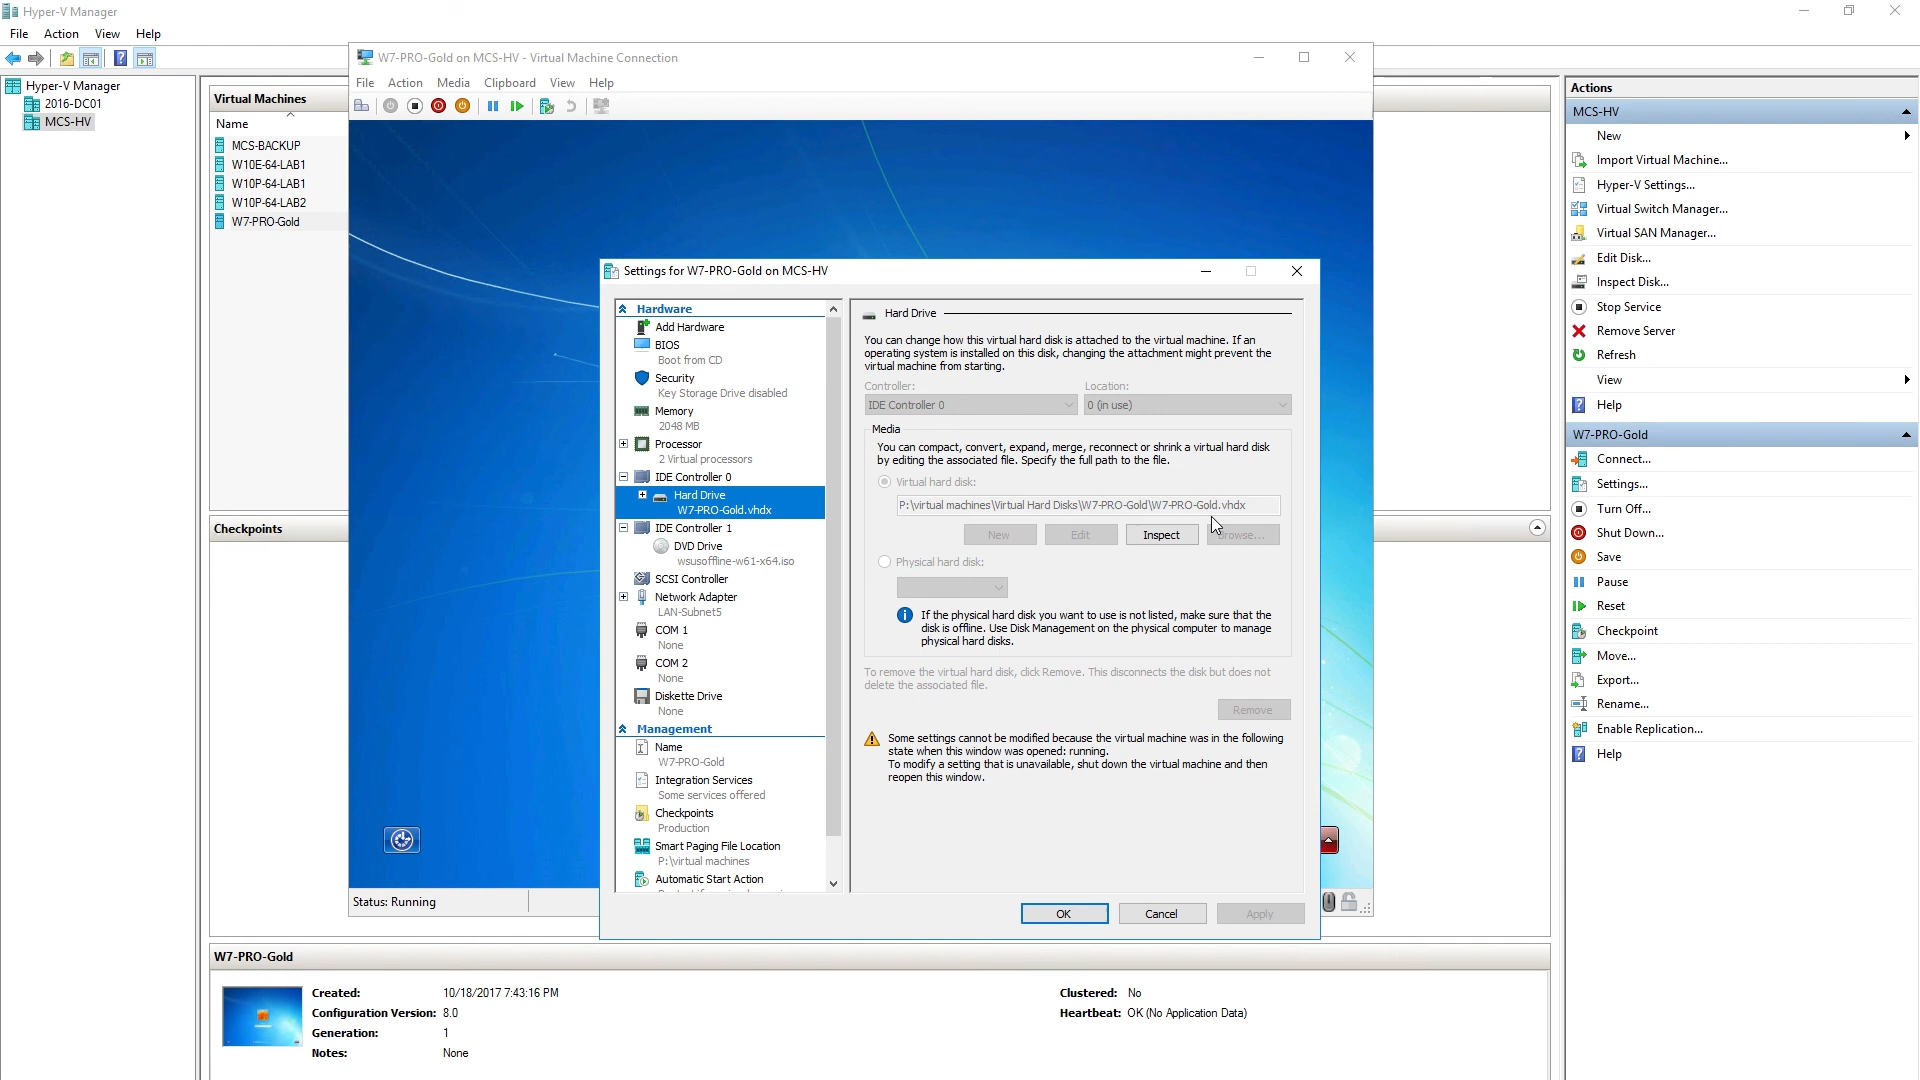 Hyper-V Manager
File Action View Help
Hyper-V Manager
2016-DC01
MCS-HV
Virtual Machines
Name
MCS-BACKUP
W10E-64-LAB1
W10P-64-LAB1
W10P-64-LAB2
W7-PRO-Gold
Checkpoints
W7-PRO-Gold on MCS-HV - Virtual Machine Connection
File Action Media Clipboard View Help
Status: Running
Settings for W7-PRO-Gold on MCS-HV
Hardware
Add Hardware
BIOS
Boot from CD
Security
Key Storage Drive disabled
Memory
2048 MB
Processor
2 Virtual processors
IDE Controller 0
Hard Drive
W7-PRO-Gold.vhdx
IDE Controller 1
DVD Drive
wsusoffline-w61-x64.iso
SCSI Controller
Network Adapter
LAN-Subnet5
COM 1
None
COM 2
None
Diskette Drive
None
Management
Name
W7-PRO-Gold
Integration Services
Some services offered
Checkpoints
Production
Smart Paging File Location
P:\virtual machines
Automatic Start Action
Hard Drive
You can change how this virtual hard disk is attached to the virtual machine. If an
operating system is installed on this disk, changing the attachment might prevent the
virtual machine from starting.
Controller: Location:
IDE Controller 0 0 (in use)
Media
You can compact, convert, expand, merge, reconnect or shrink a virtual hard disk
by editing the associated file. Specify the full path to the file.
Virtual hard disk:
P:\virtual machines\Virtual Hard Disks\W7-PRO-Gold\W7-PRO-Gold.vhdx
New Edit Inspect
Physical hard disk:
If the physical hard disk you want to use is not listed, make sure that the
disk is offline. Use Disk Management on the physical computer to manage
physical hard disks.
To remove the virtual hard disk, click Remove. This disconnects the disk but does not
delete the associated file.
Remove
Some settings cannot be modified because the virtual machine was in the following
state when this window was opened: running.
To modify a setting that is unavailable, shut down the virtual machine and then
reopen this window.
OK Cancel Apply
W7-PRO-Gold
Created: 10/18/2017 7:43:16 PM
Configuration Version: 8.0
Generation: 1
Notes: None
Clustered: No
Heartbeat: OK (No Application Data)
Actions
MCS-HV
New
Import Virtual Machine...
Hyper-V Settings...
Virtual Switch Manager...
Virtual SAN Manager...
Edit Disk...
Inspect Disk...
Stop Service
Remove Server
Refresh
View
Help
W7-PRO-Gold
Connect...
Settings...
Turn Off...
Shut Down...
Save
Pause
Reset
Checkpoint
Move...
Export...
Rename...
Enable Replication...
Help